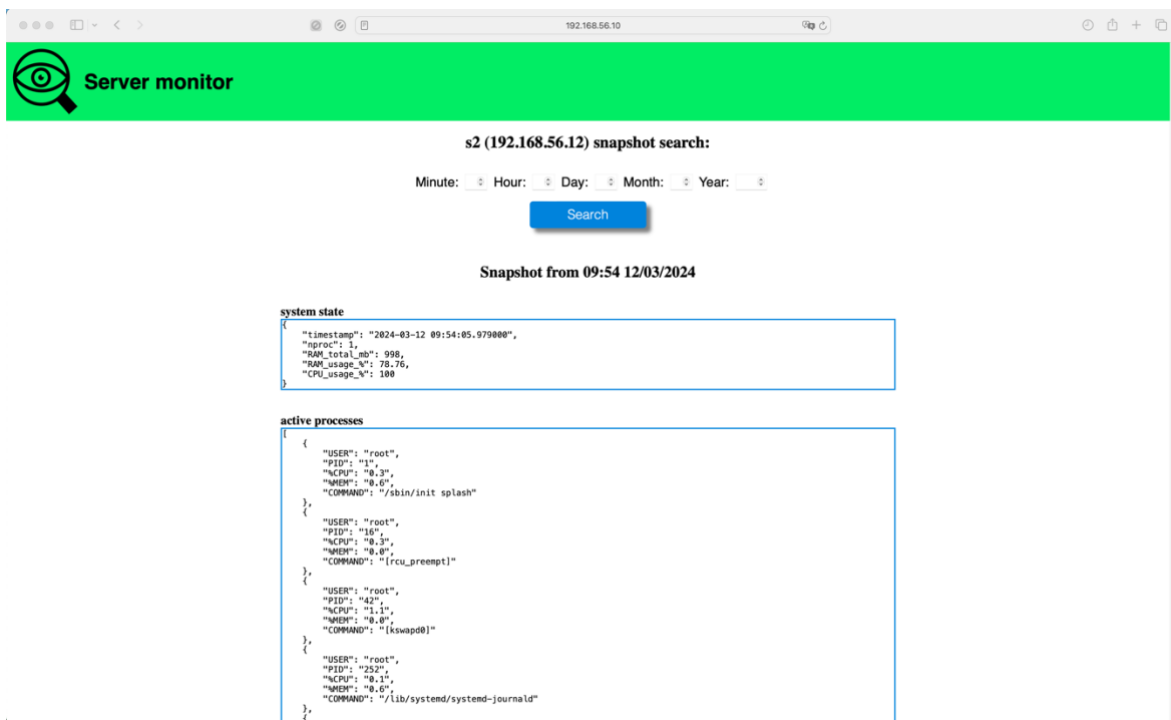 192.168.56.10
Server monitor
s2 (192.168.56.12) snapshot search:
Minute: Hour: Day: Month: Year:
Search
Snapshot from 09:54 12/03/2024
system state
{
"timestamp": "2024-03-12 09:54:05.979000",
"nproc": 1,
"RAM_total_mb": 998,
"RAM_usage_%": 78.76,
"CPU_usage_%": 100
}
active processes
[
{
"USER": "root",
"PID": "1",
"%CPU": "0.3",
"%MEM": "0.6",
"COMMAND": "/sbin/init splash"
},
{
"USER": "root",
"PID": "16",
"%CPU": "0.3",
"%MEM": "0.0",
"COMMAND": "[rcu_preempt]"
},
{
"USER": "root",
"PID": "42",
"%CPU": "1.1",
"%MEM": "0.0",
"COMMAND": "[kswapd0]"
},
{
"USER": "root",
"PID": "252",
"%CPU": "0.1",
"%MEM": "0.6",
"COMMAND": "/lib/systemd/systemd-journald"
},
{